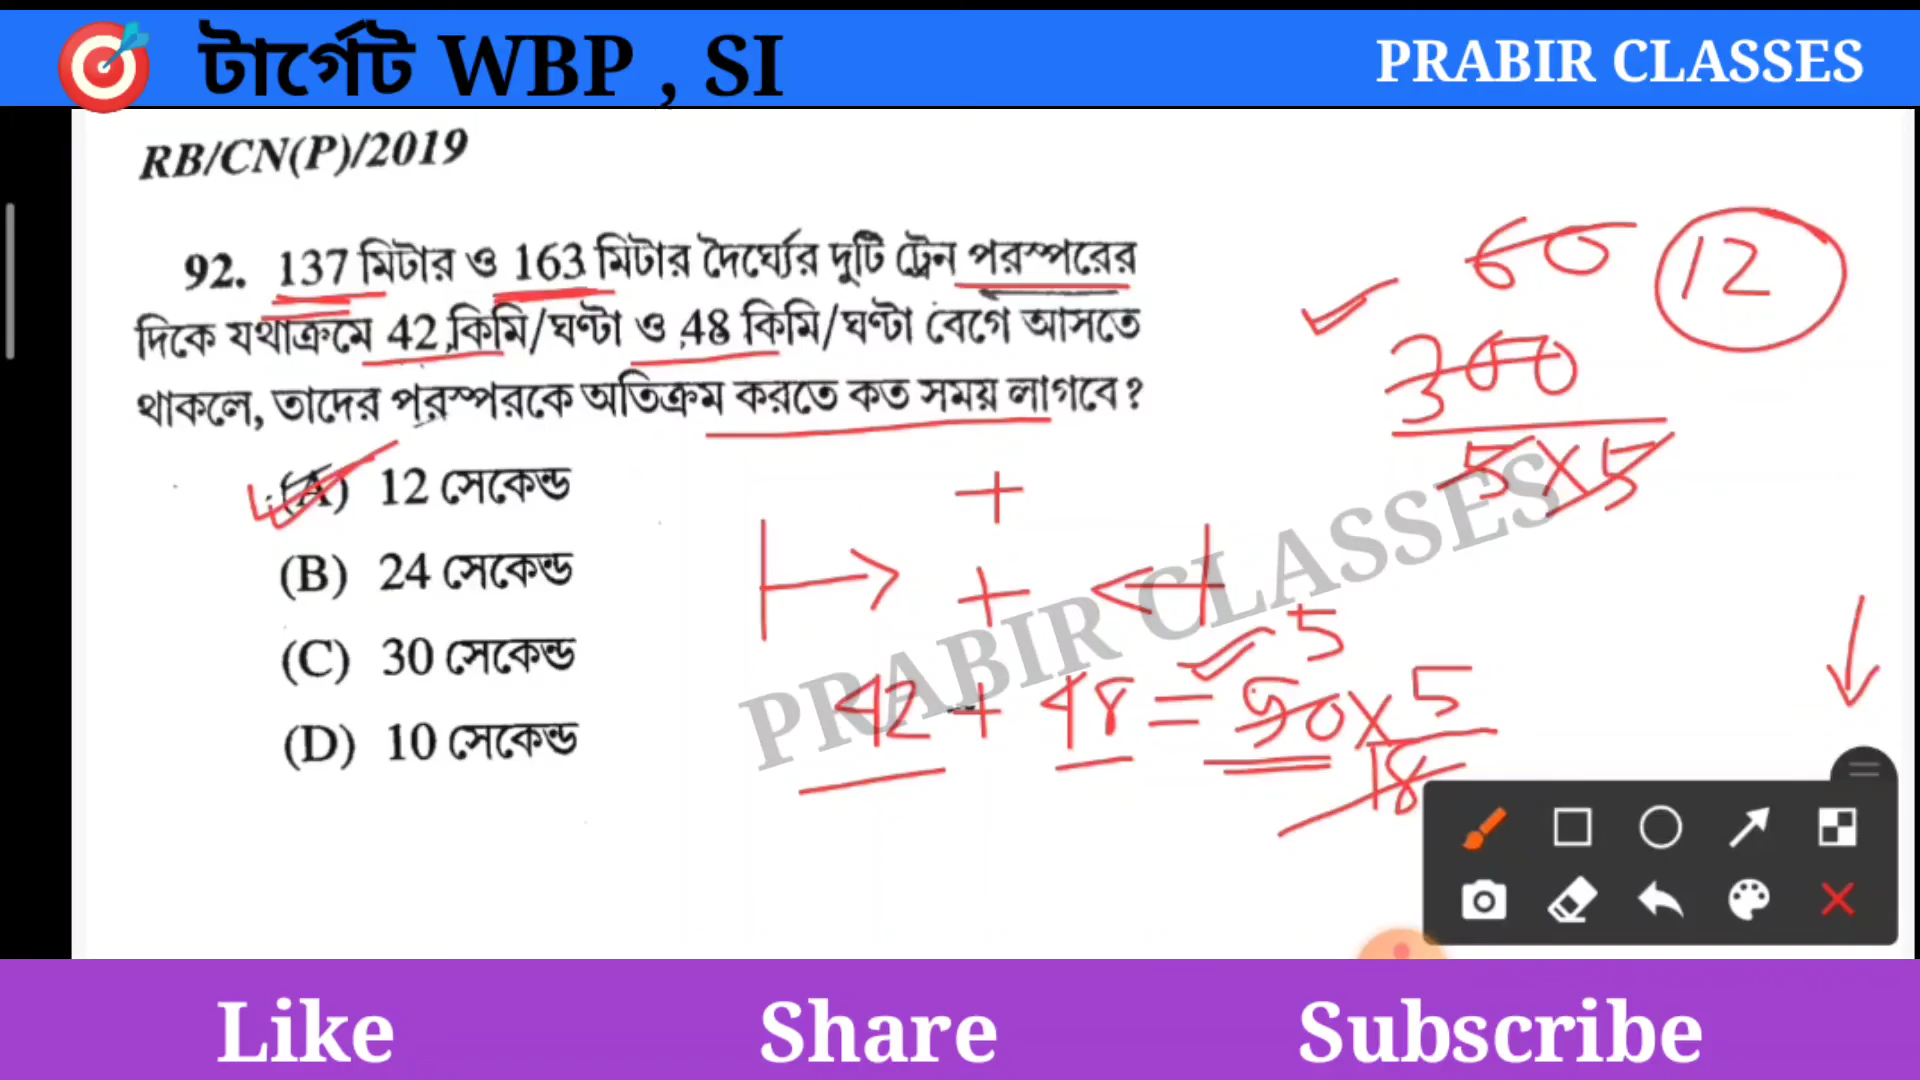 টার্গেট WBP , SI
PRABIR CLASSES
RB/CN(P)/2019
92. 137 মিটার ও 163 মিটার দৈর্ঘ্যের দুটি ট্রেন পরস্পরের
দিকে যথাক্রমে 42 কিমি/ঘণ্টা ও 48 কিমি/ঘণ্টা বেগে আসতে
থাকলে, তাদের পরস্পরকে অতিক্রম করতে কত সময় লাগবে?
(A) 12 সেকেন্ড
(B) 24 সেকেন্ড
(C) 30 সেকেন্ড
(D) 10 সেকেন্ড
60
12
300
5×5
+
+
5
42 + 48 = 90×5
18
PRABIR CLASSES
Like
Share
Subscribe